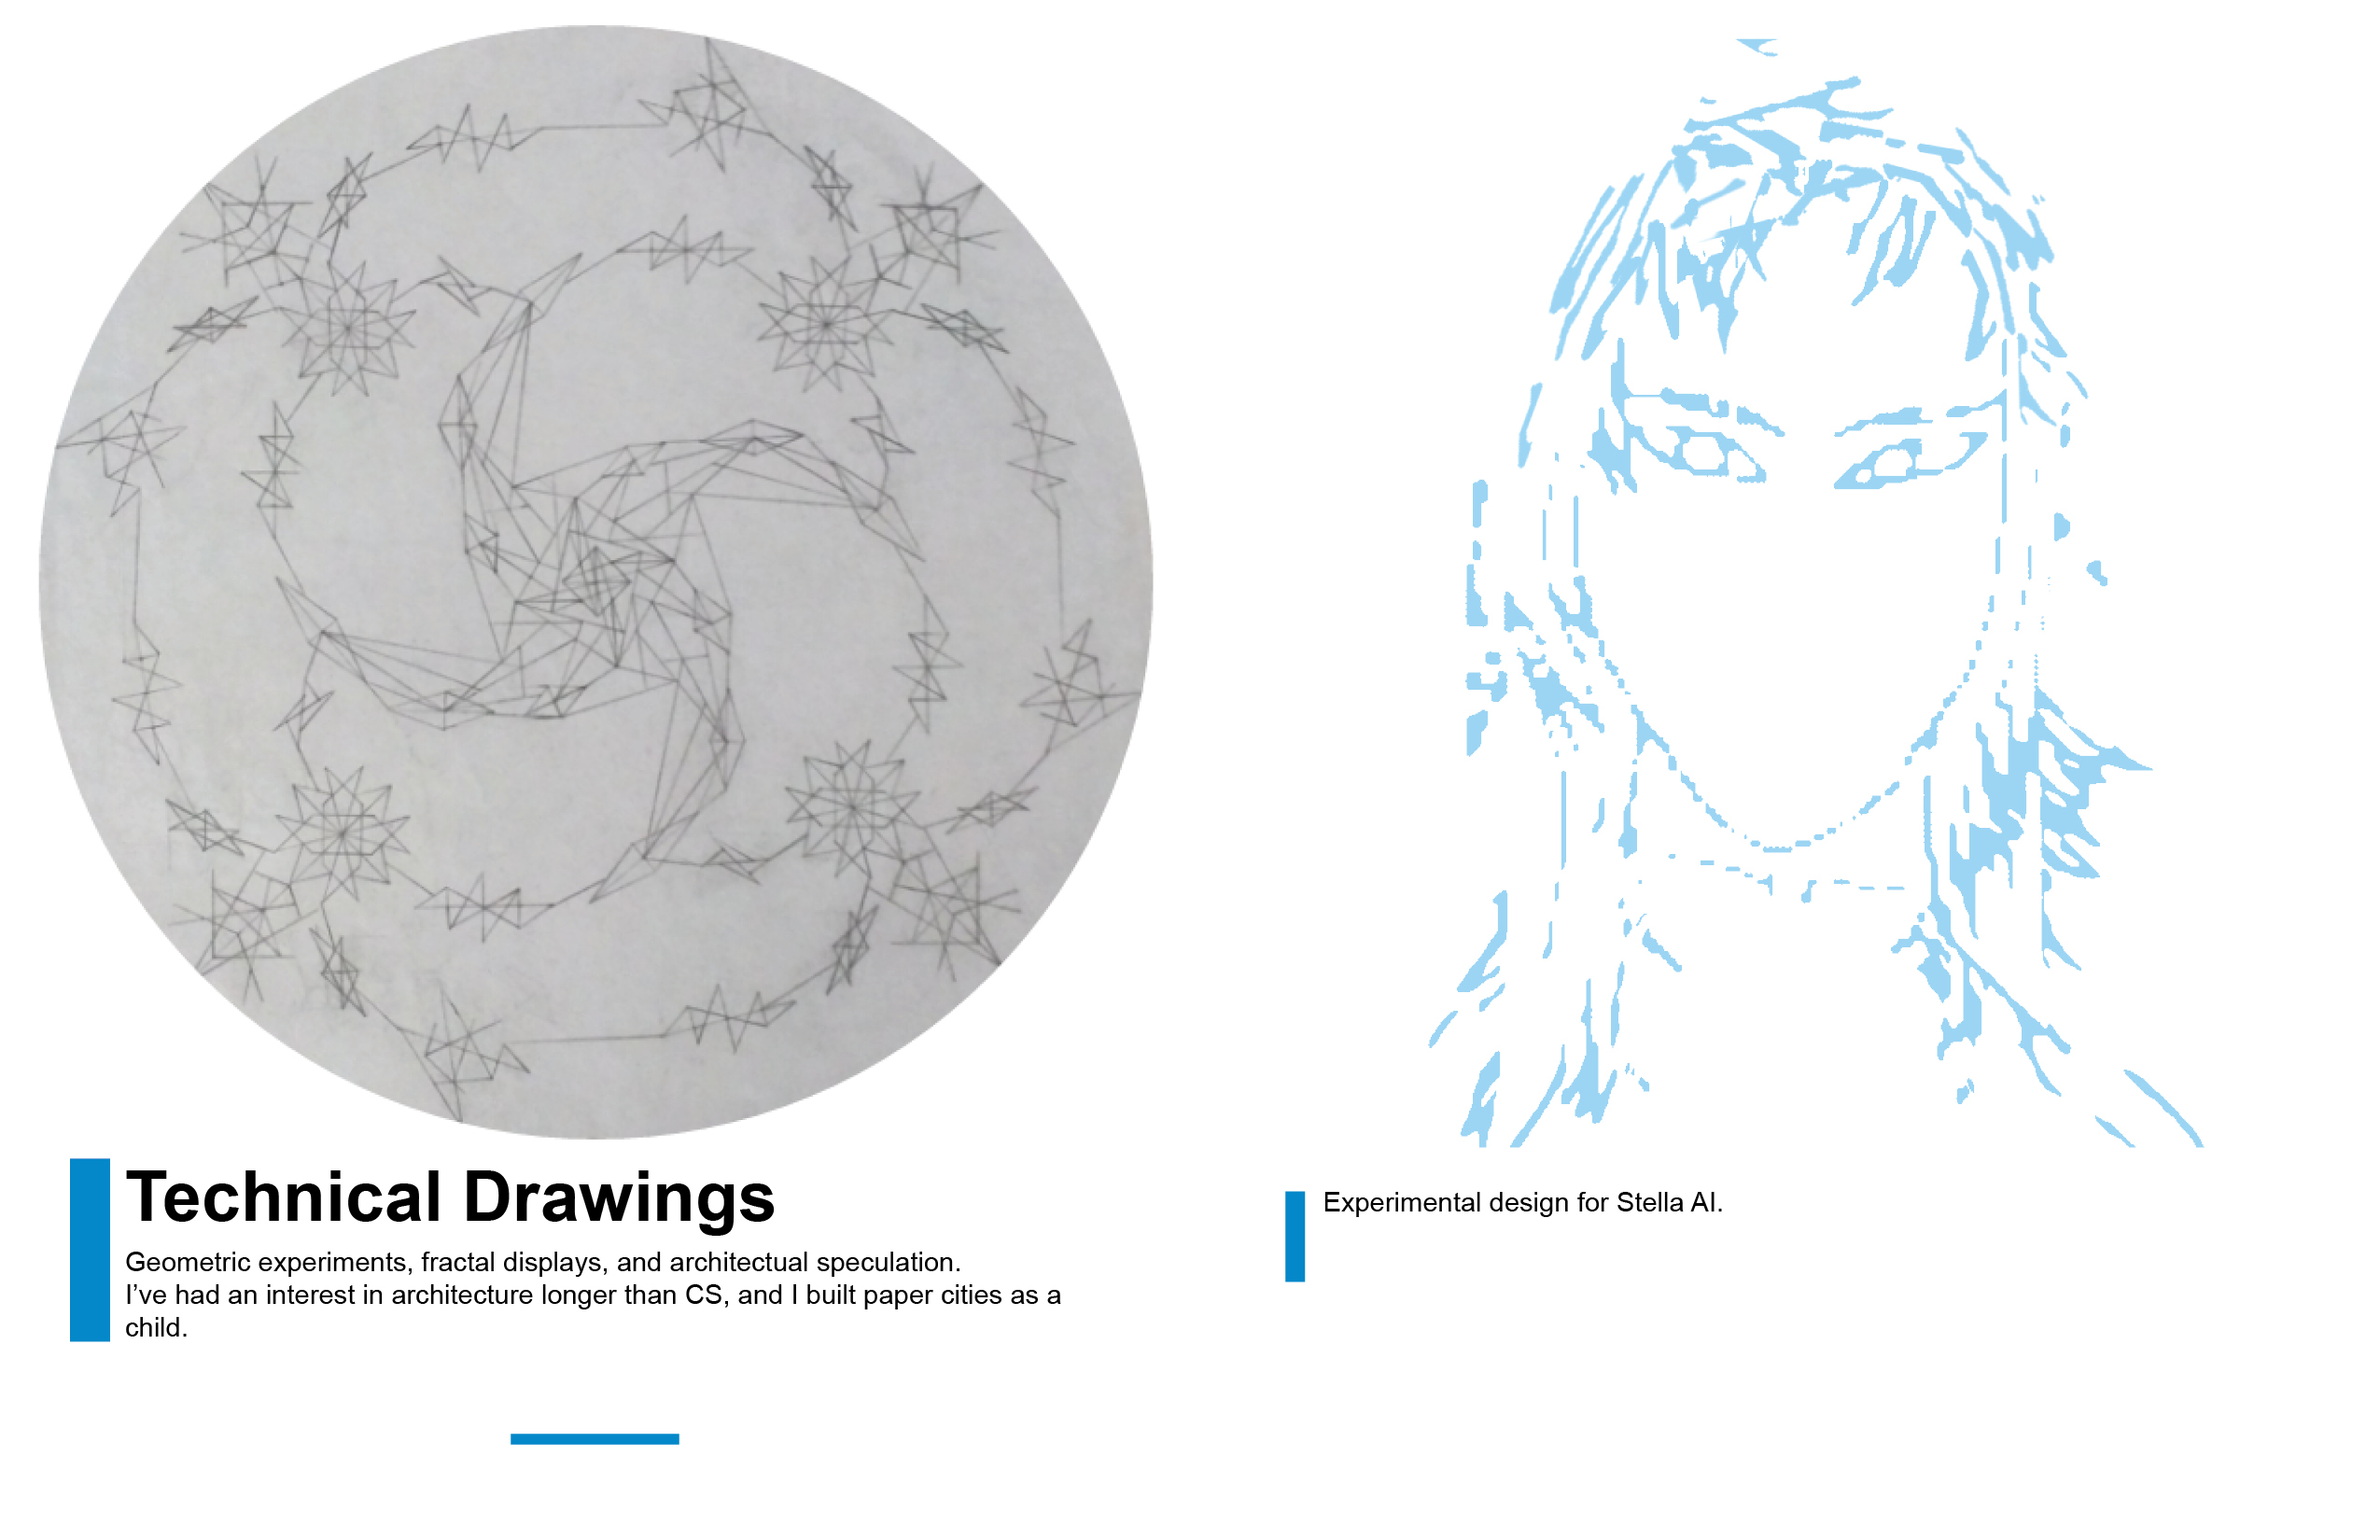 Technical Drawings
Geometric experiments, fractal displays, and architectual speculation.
I’ve had an interest in architecture longer than CS, and I built paper cities as a
child.
Experimental design for Stella AI.